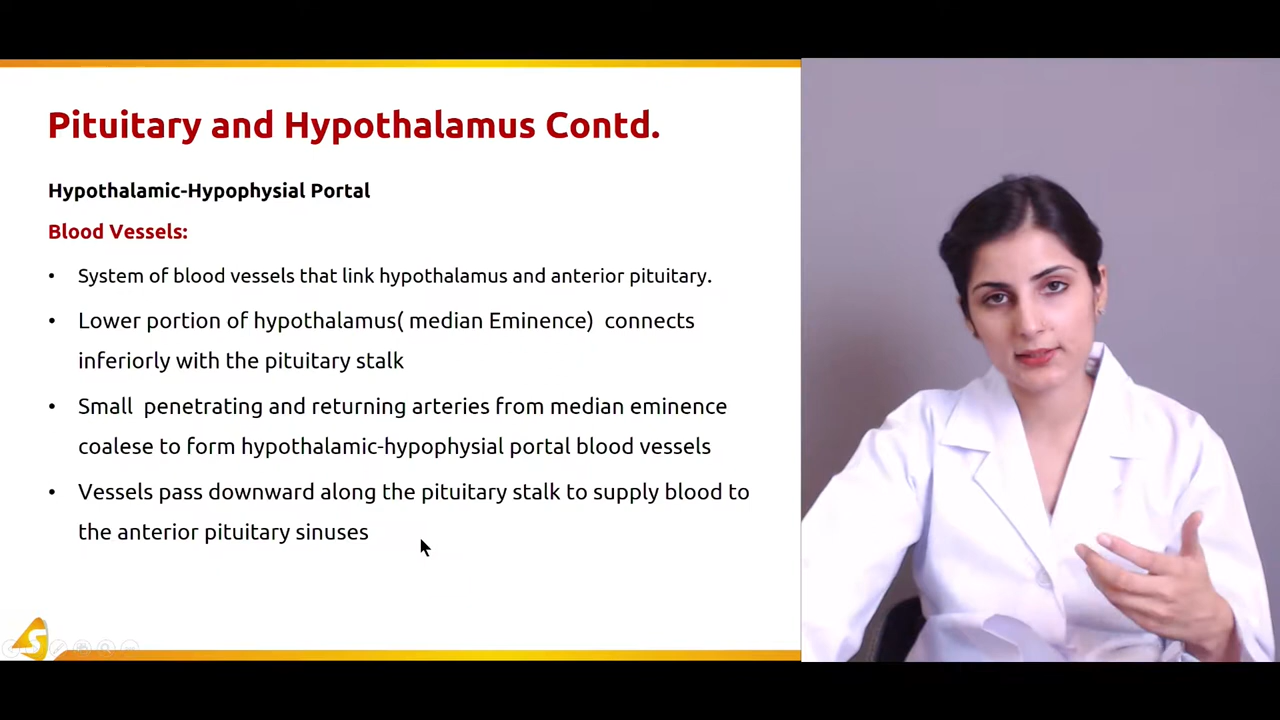 Pituitary and Hypothalamus Contd.
Hypothalamic-Hypophysial Portal
Blood Vessels:
• System of blood vessels that link hypothalamus and anterior pituitary.
• Lower portion of hypothalamus( median Eminence) connects
inferiorly with the pituitary stalk
• Small penetrating and returning arteries from median eminence
coalese to form hypothalamic-hypophysial portal blood vessels
• Vessels pass downward along the pituitary stalk to supply blood to
the anterior pituitary sinuses
S